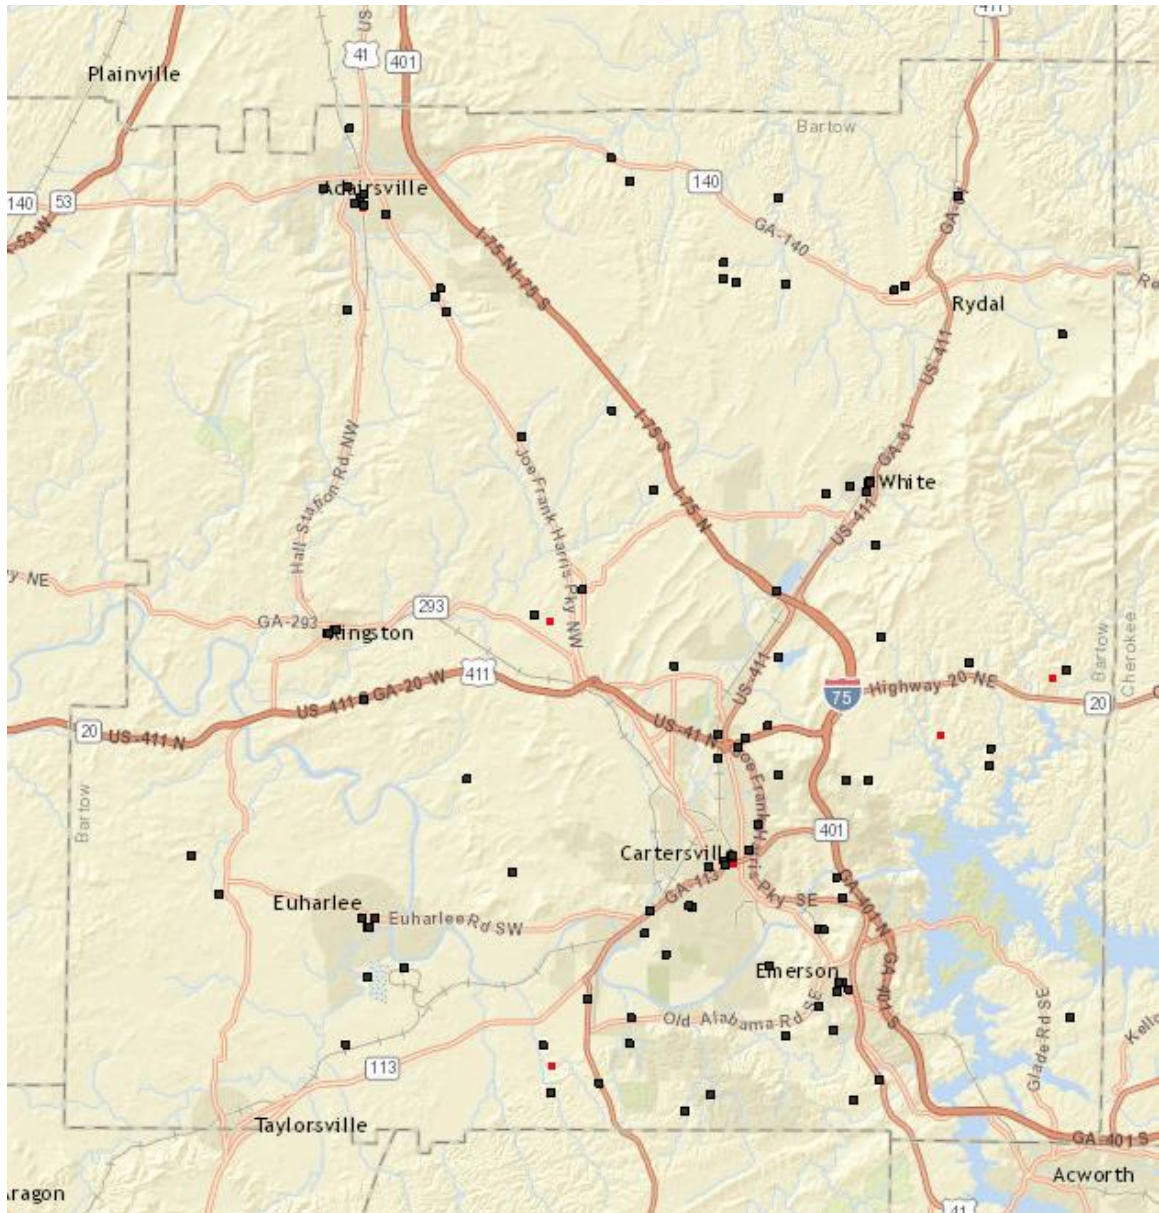 411
US
41
401
Plainville
Bartow
140
53
140
Adairsville
GA-140
I-75 N
I-75 S
Rydal
US-411
I-75 S
GA-61
White
Hall Station Rd, NW
Joe Frank Harris Pky NW
I-75 N
US-411
y NE
GA-293
293
Kingston
Bartow
Cherokee
US-411
411
GA-20 W
US-411
75
Highway 20 NE
20
20
US-411 N
US-41 N
Joe Frank Harris Pky SE
Bartow
401
Cartersville
GA-113
GA-401 N
Euharlee
Euharlee Rd SW
Emerson
GA-401 S
Old Alabama Rd SE
Glade Rd SE
113
Taylorsville
GA-401 S
Acworth
41